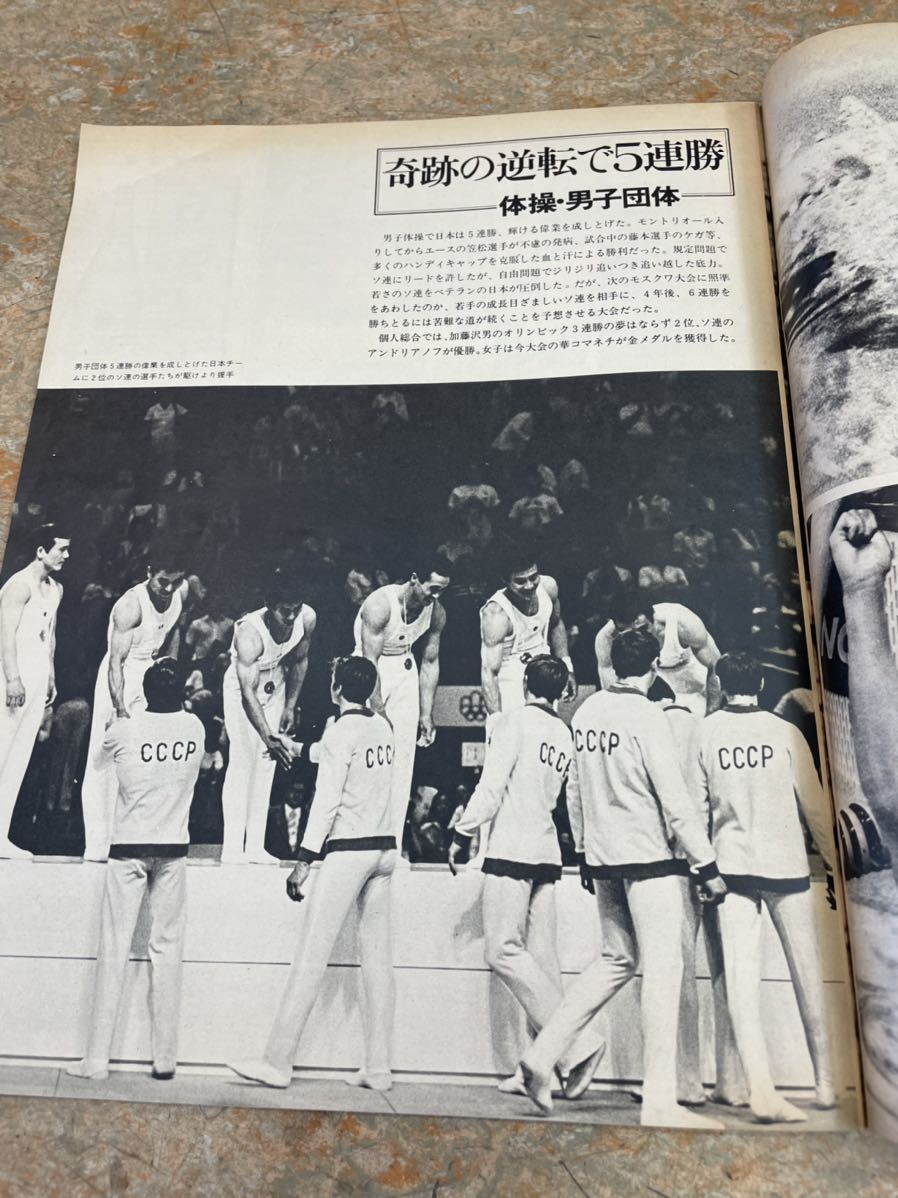 奇跡の逆転で5連勝
体操・男子団体
男子体操で日本は5連勝、輝ける偉業を成しとげた。モントリオール入
りしてからエースの笠松選手が不慮の発病、試合中の藤本選手のケガ等、
多くのハンディキャップを克服した血と汗による勝利だった。規定問題で
ソ連にリードを許したが、自由問題でジリジリ追いつき追い越した底力。
若さのソ連をベテランの日本が圧倒した。だが、次のモスクワ大会に照準
をあわしたのか、若手の成長目ざましいソ連を相手に、4年後、6連勝を
勝ちとるには苦難な道が続くことを予想させる大会だった。
個人総合では、加藤沢男のオリンピック3連勝の夢はならず2位、ソ連の
アンドリアノフが優勝。女子は今大会の華コマネチが金メダルを獲得した。
男子団体5連勝の偉業を成しとげた日本チー
ムに2位のソ連の選手たちが駆けより握手
CCCP
CCCP
CCCP
CCCP
CCCP